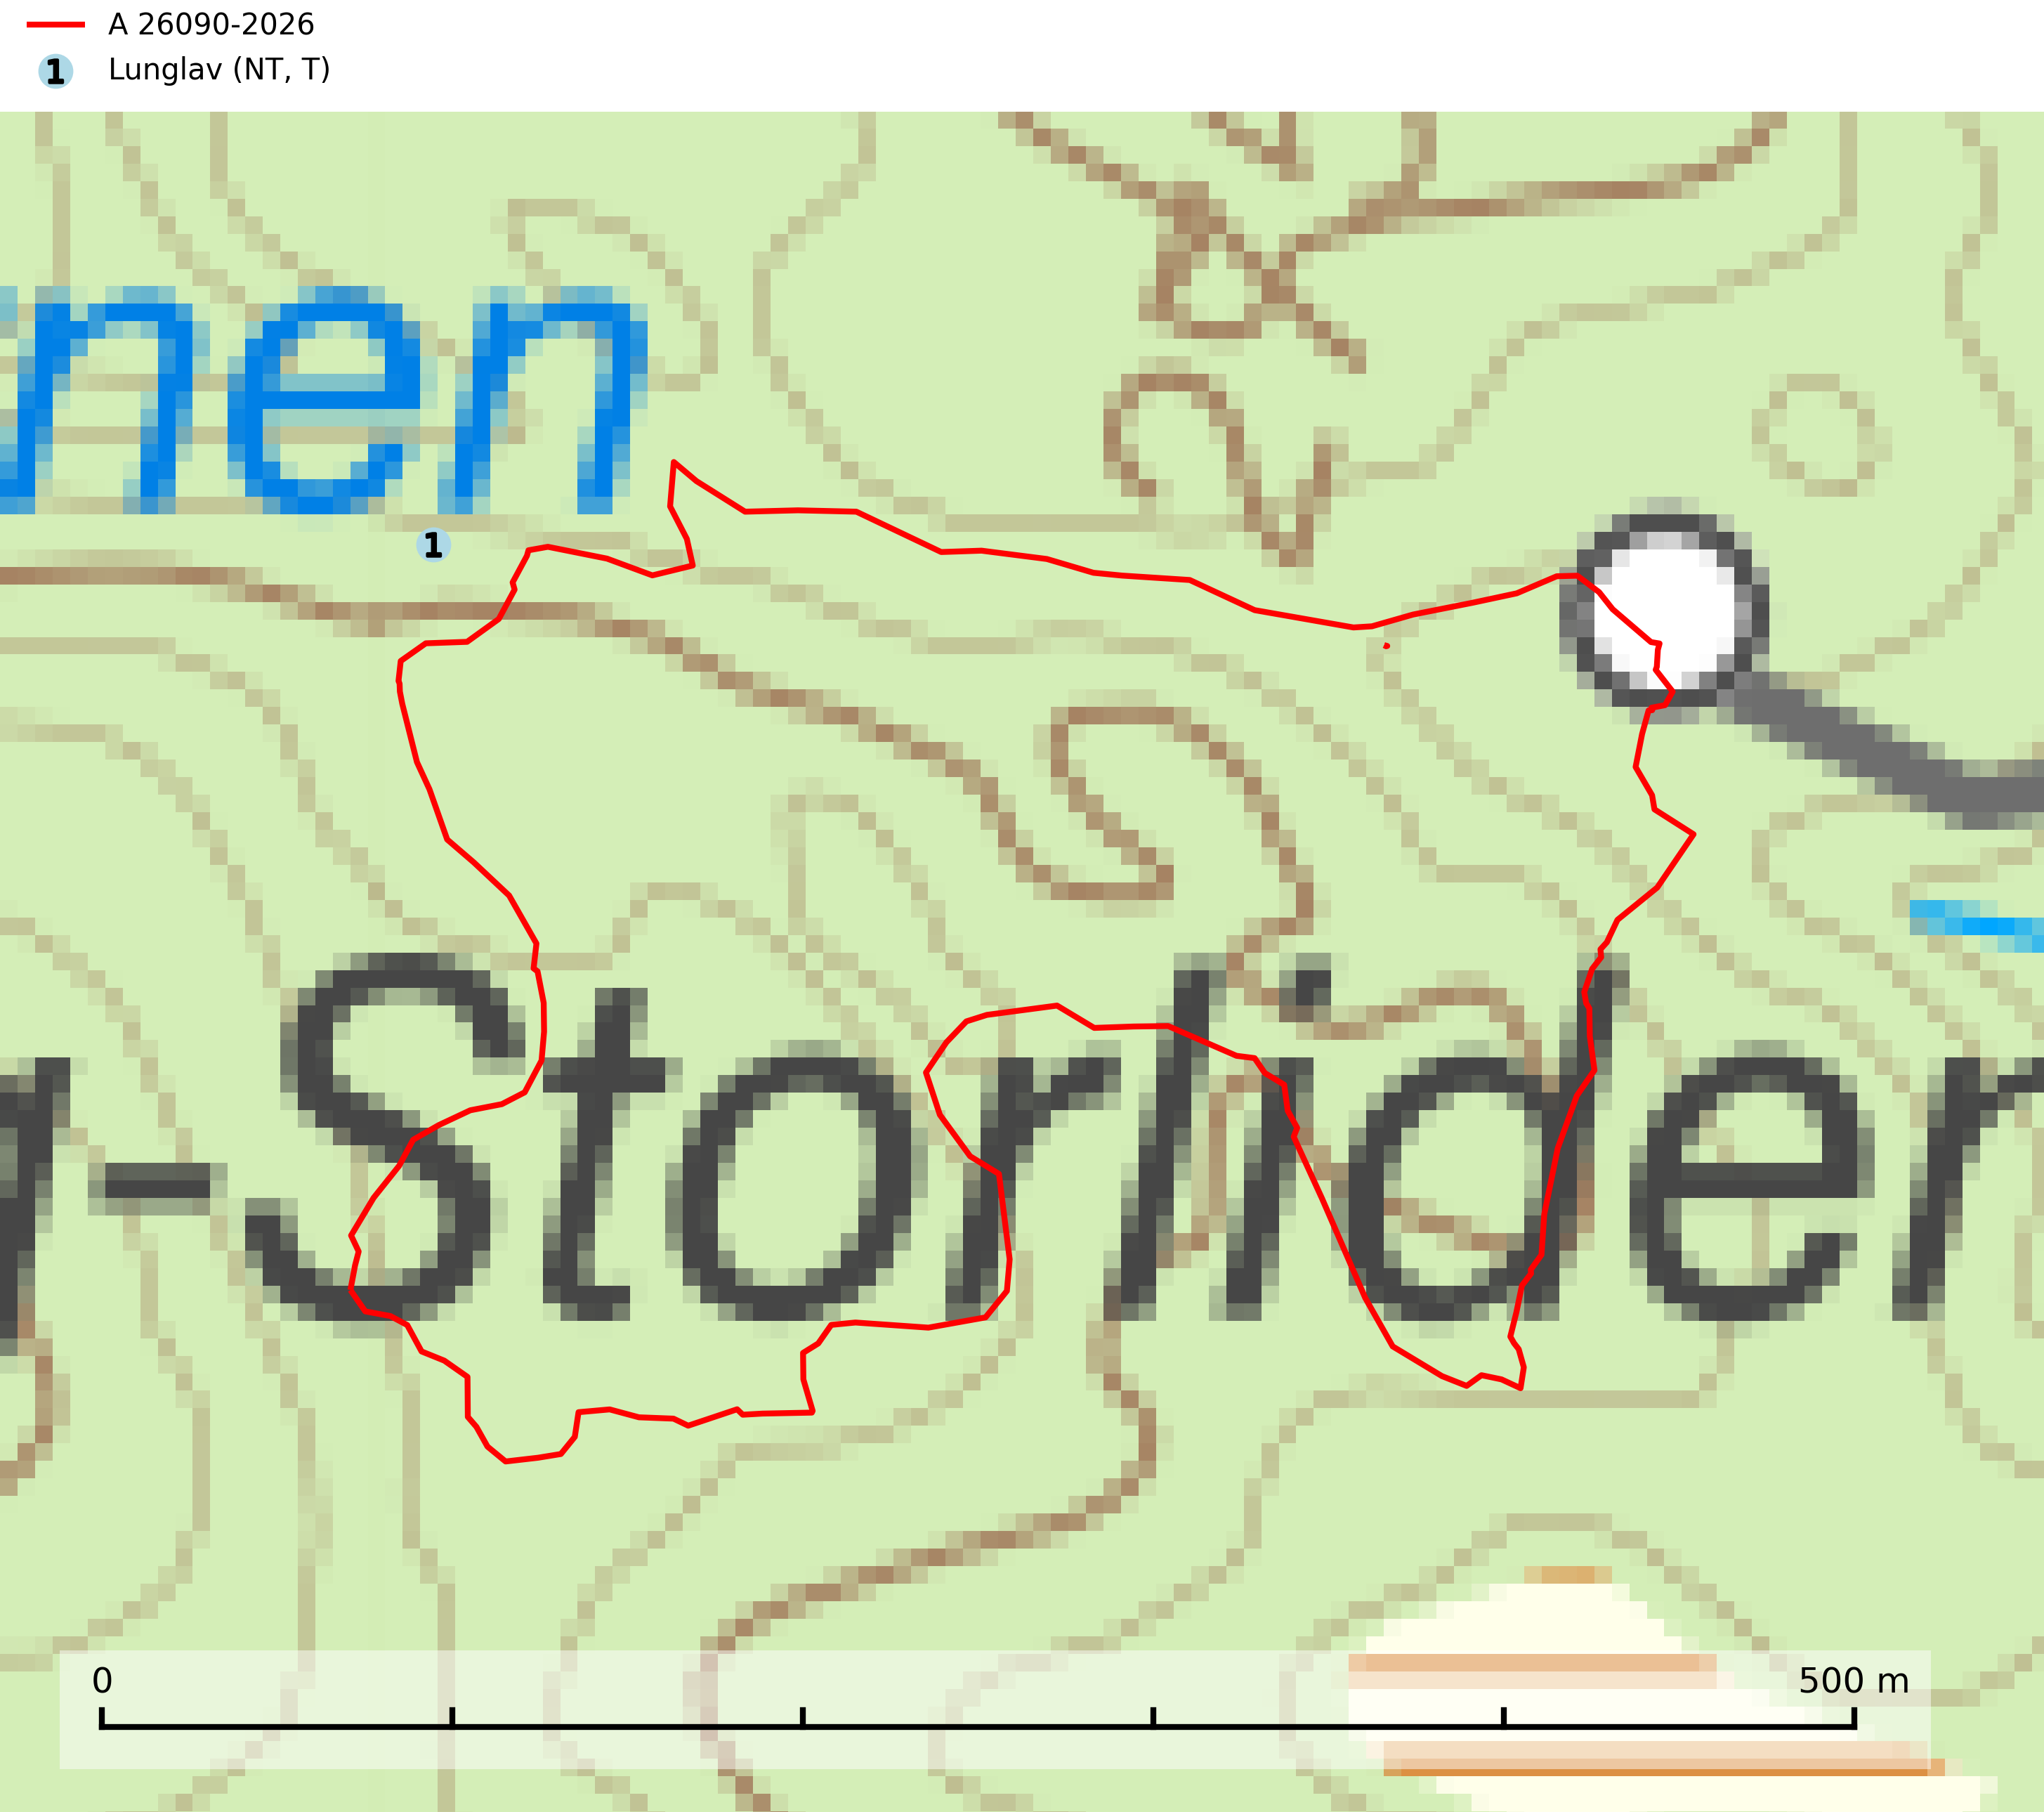 A 26090-2026
1 Lunglav (NT, T)
nen
1
-Storlider
0 500 m